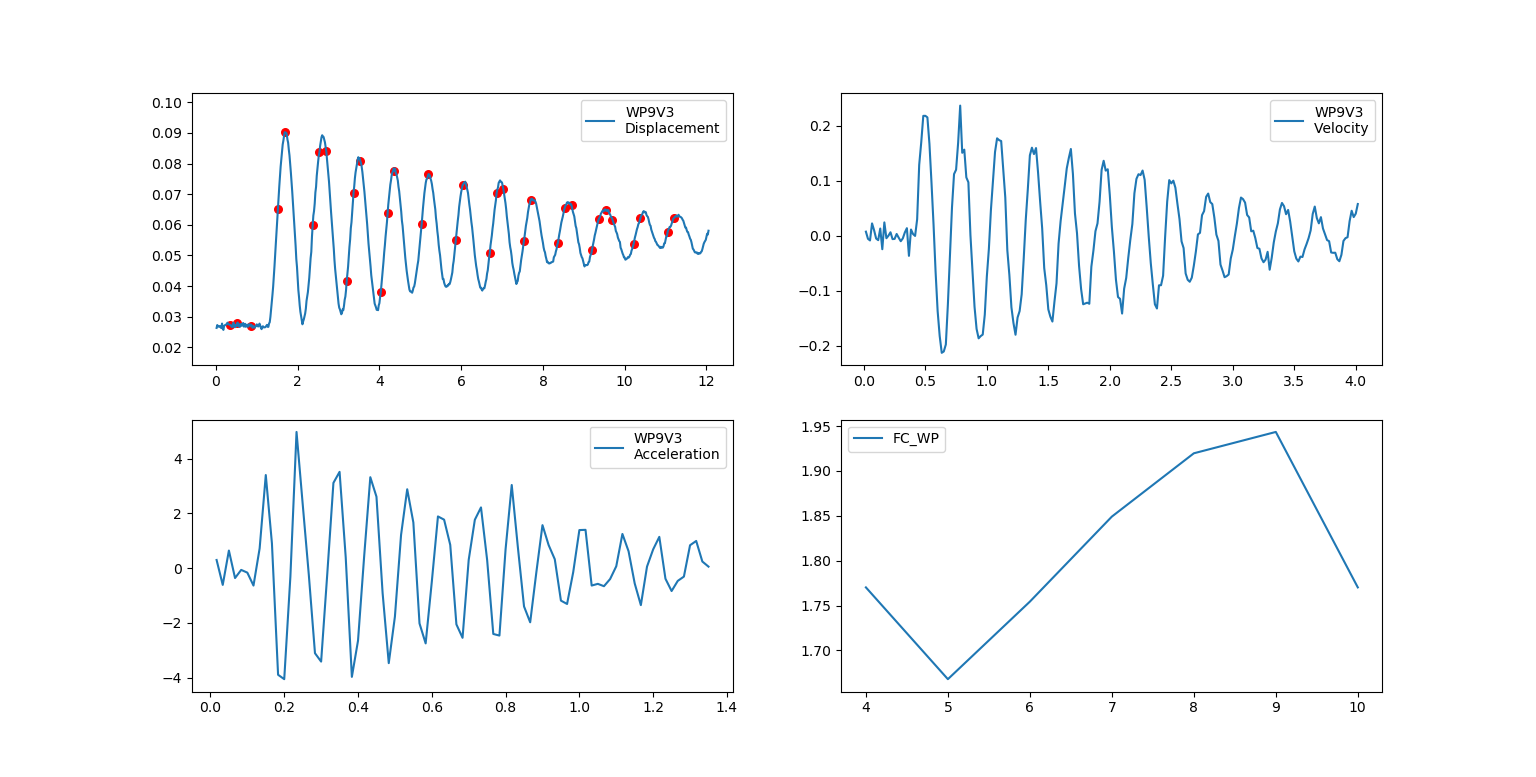 0.10
0.09
0.08
0.07
0.06
0.05
0.04
0.03
0.02
0 2 4 6 8 10 12
WP9V3
Displacement
0.2
0.1
0.0
−0.1
−0.2
0.0 0.5 1.0 1.5 2.0 2.5 3.0 3.5 4.0
WP9V3
Velocity
4
2
0
−2
−4
0.0 0.2 0.4 0.6 0.8 1.0 1.2 1.4
WP9V3
Acceleration
1.95
1.90
1.85
1.80
1.75
1.70
4 5 6 7 8 9 10
FC_WP